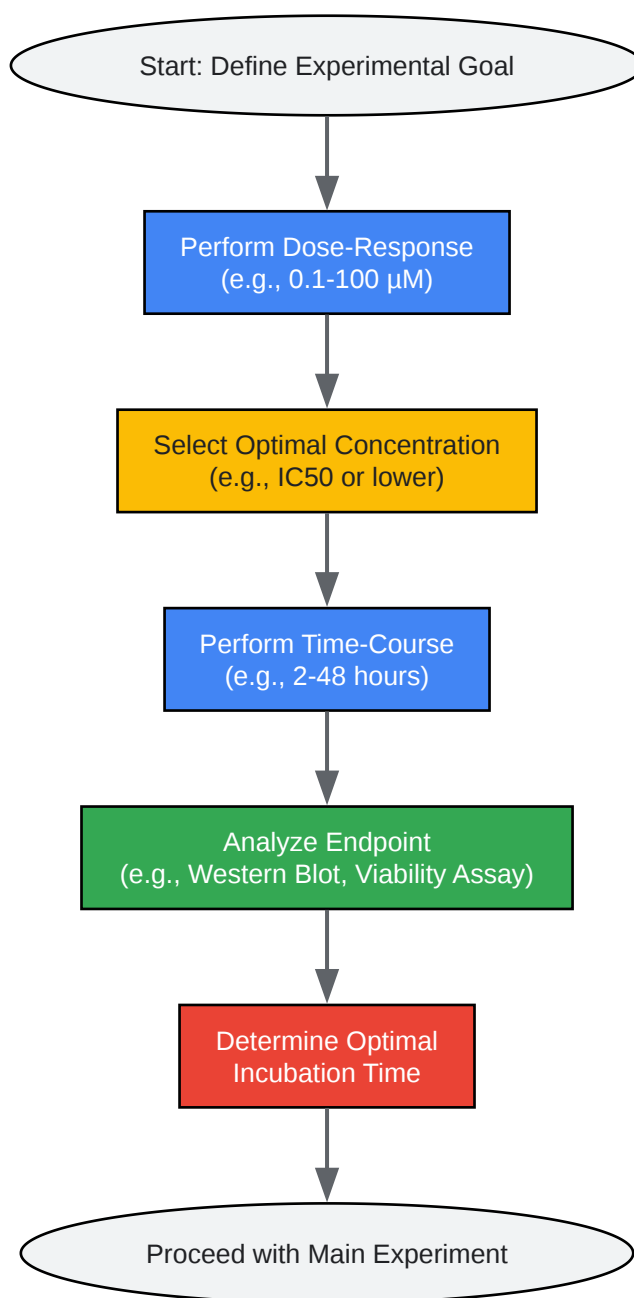 Start: Define Experimental Goal
Perform Dose-Response
(e.g., 0.1-100 µM)
Select Optimal Concentration
(e.g., IC50 or lower)
Perform Time-Course
(e.g., 2-48 hours)
Analyze Endpoint
(e.g., Western Blot, Viability Assay)
Determine Optimal
Incubation Time
Proceed with Main Experiment